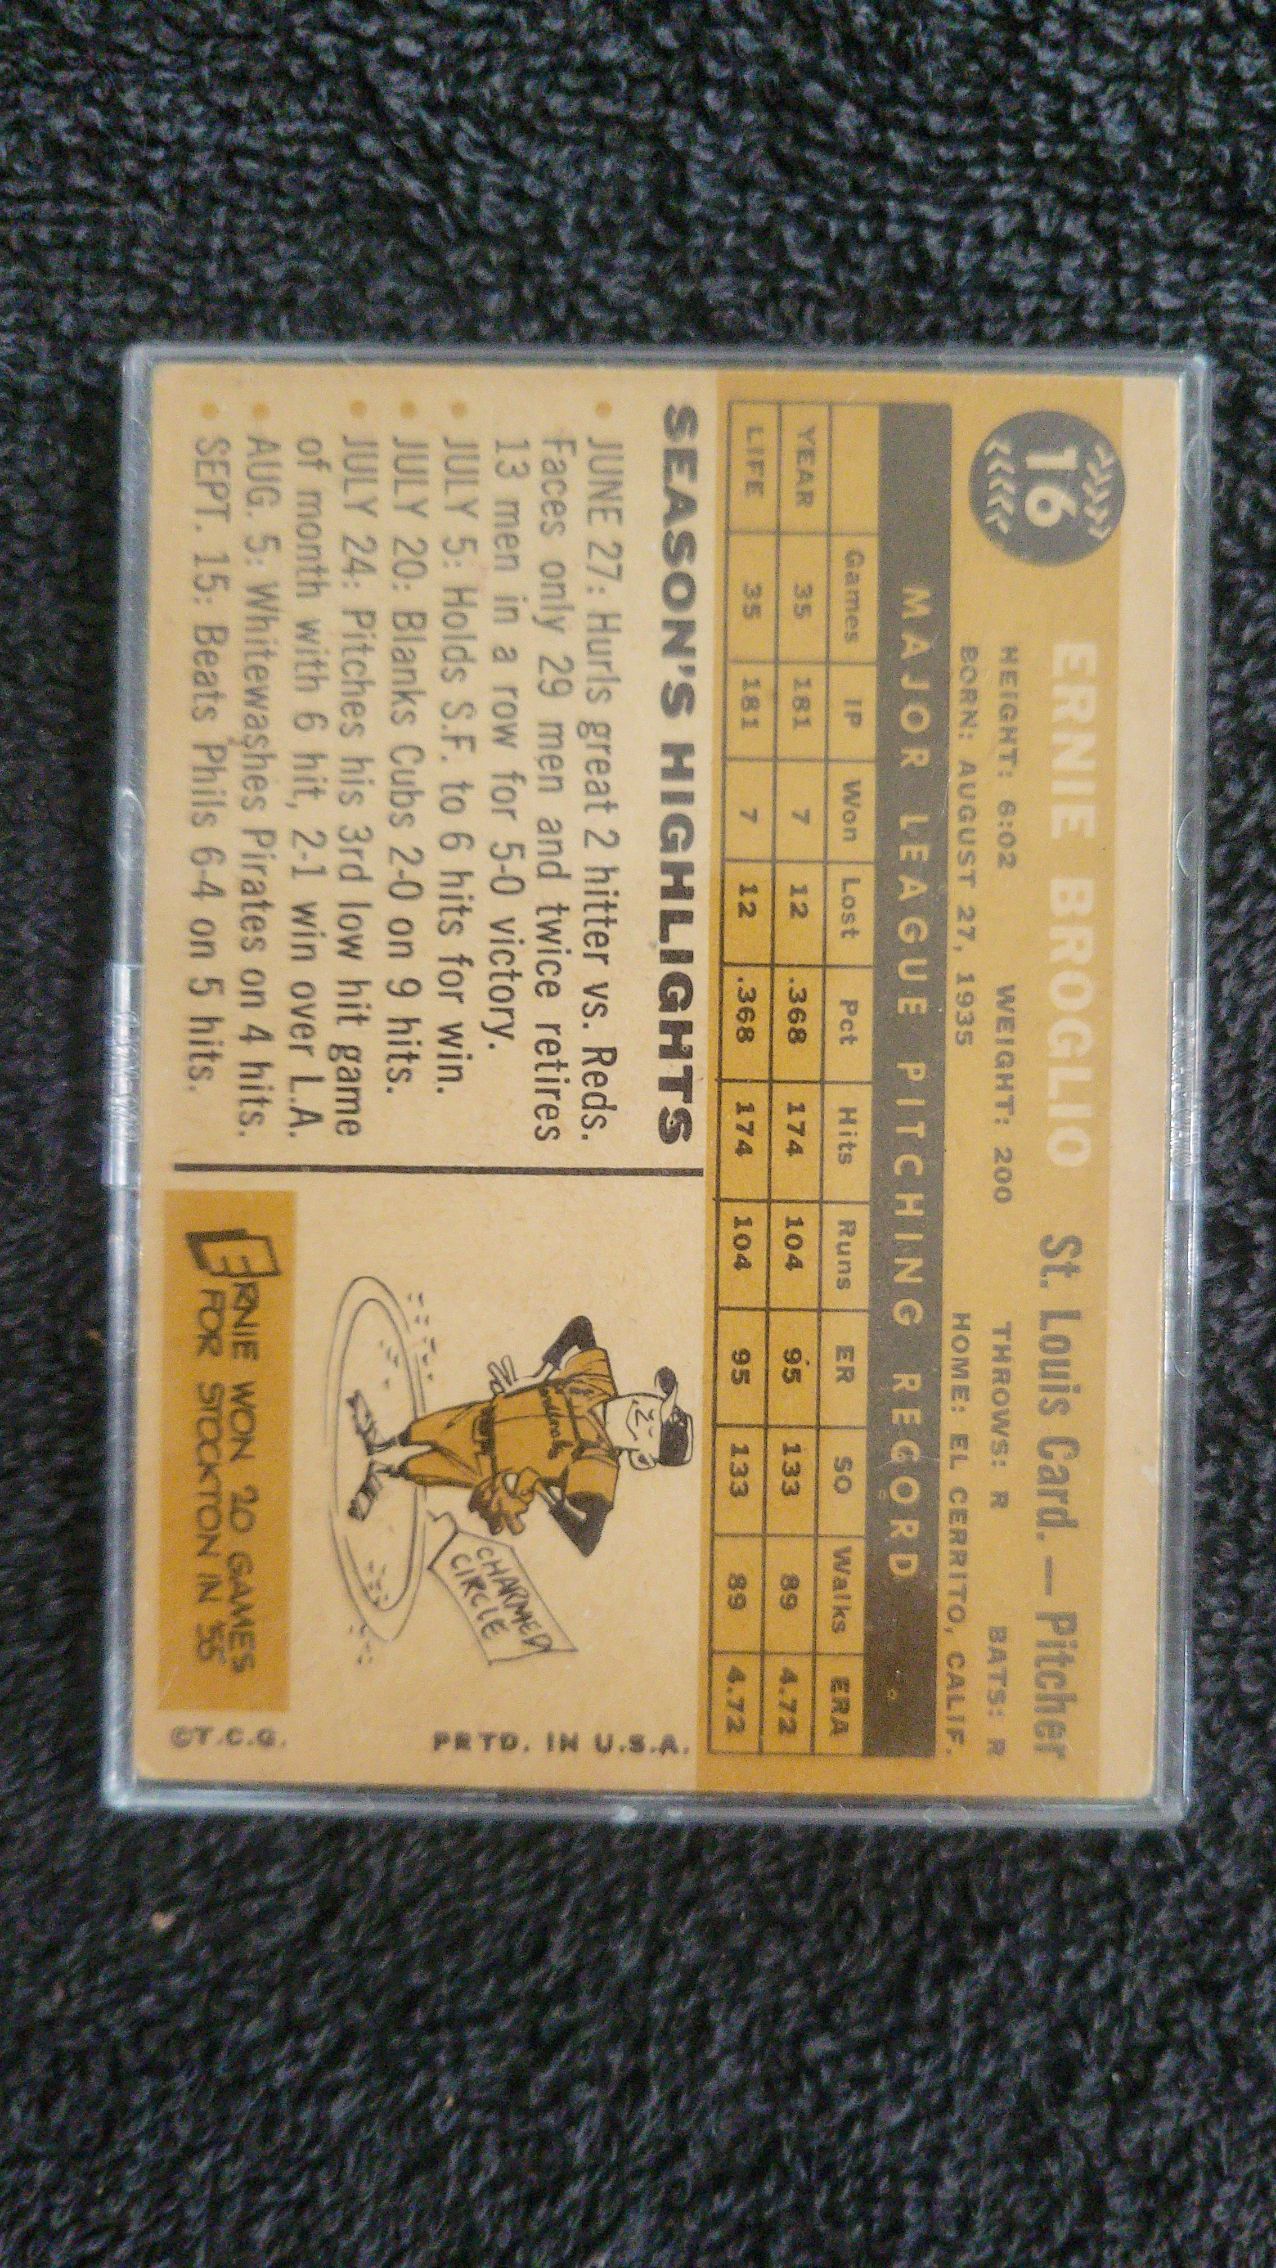 16
ERNIE BROGLIO St. Louis Card. — Pitcher
HEIGHT: 6:02 WEIGHT: 200 THROWS: R BATS: R
BORN: AUGUST 27, 1935 HOME: EL CERRITO, CALIF.
MAJOR LEAGUE PITCHING RECORD
Games IP Won Lost Pct Hits Runs ER SO Walks ERA
YEAR 35 181 7 12 .368 174 104 95 133 89 4.72
LIFE 35 181 7 12 .368 174 104 95 133 89 4.72
SEASON'S HIGHLIGHTS
• JUNE 27: Hurls great 2 hitter vs. Reds.
Faces only 29 men and twice retires
13 men in a row for 5-0 victory.
• JULY 5: Holds S.F. to 6 hits for win.
• JULY 20: Blanks Cubs 2-0 on 9 hits.
• JULY 24: Pitches his 3rd low hit game
of month with 6 hit, 2-1 win over L.A.
• AUG. 5: Whitewashes Pirates on 4 hits.
• SEPT. 15: Beats Phils 6-4 on 5 hits.
CHARMED
CIRCLE
ERNIE WON 20 GAMES
FOR STOCKTON IN
PRTD. IN U.S.A.
©T.C.G.